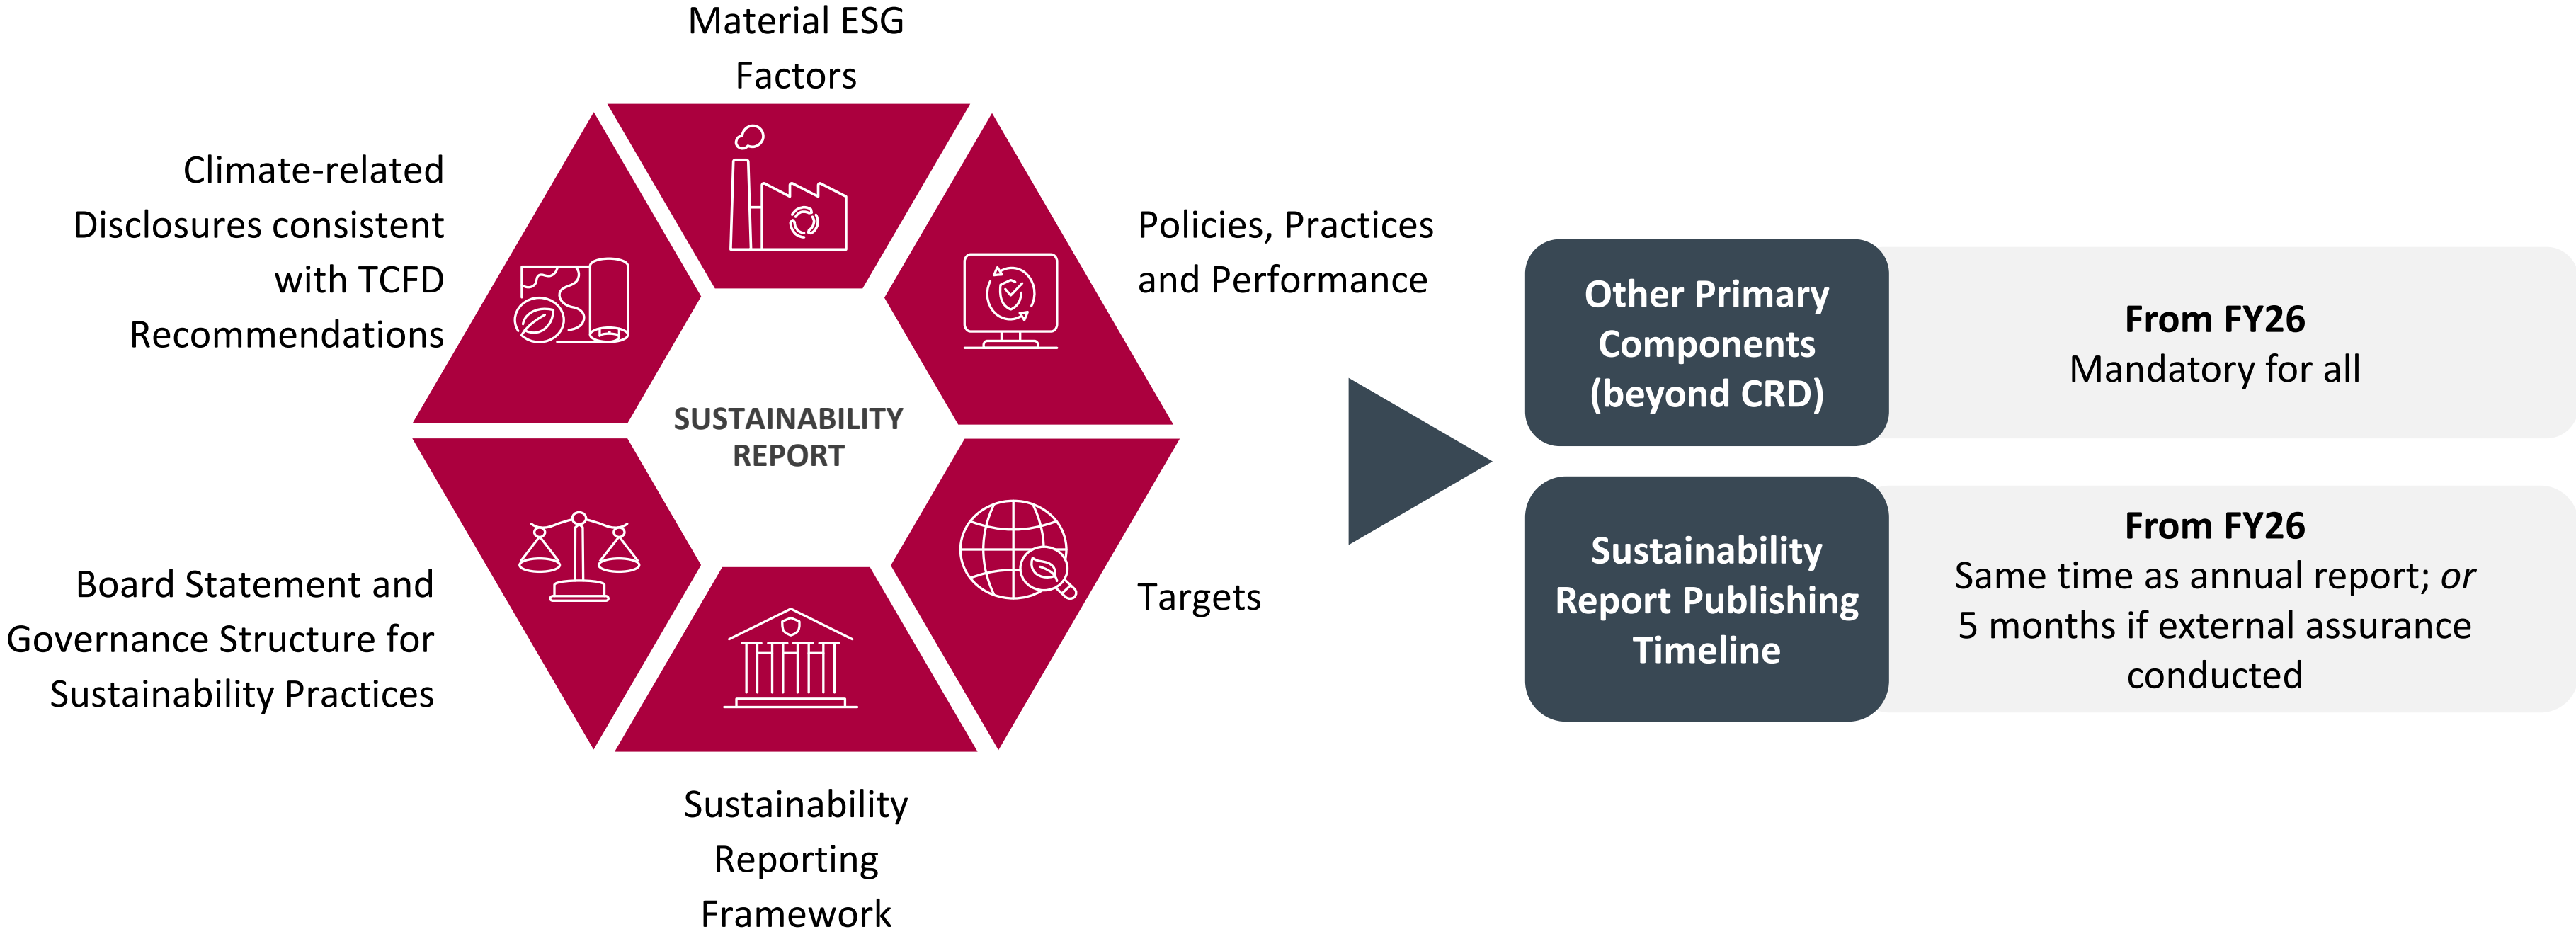 Material ESG
Factors
Climate-related
Disclosures consistent
with TCFD
Recommendations
Policies, Practices
and Performance
SUSTAINABILITY
REPORT
Board Statement and
Governance Structure for
Sustainability Practices
Targets
Sustainability
Reporting
Framework
Other Primary
Components
(beyond CRD)
From FY26
Mandatory for all
Sustainability
Report Publishing
Timeline
From FY26
Same time as annual report; or
5 months if external assurance
conducted